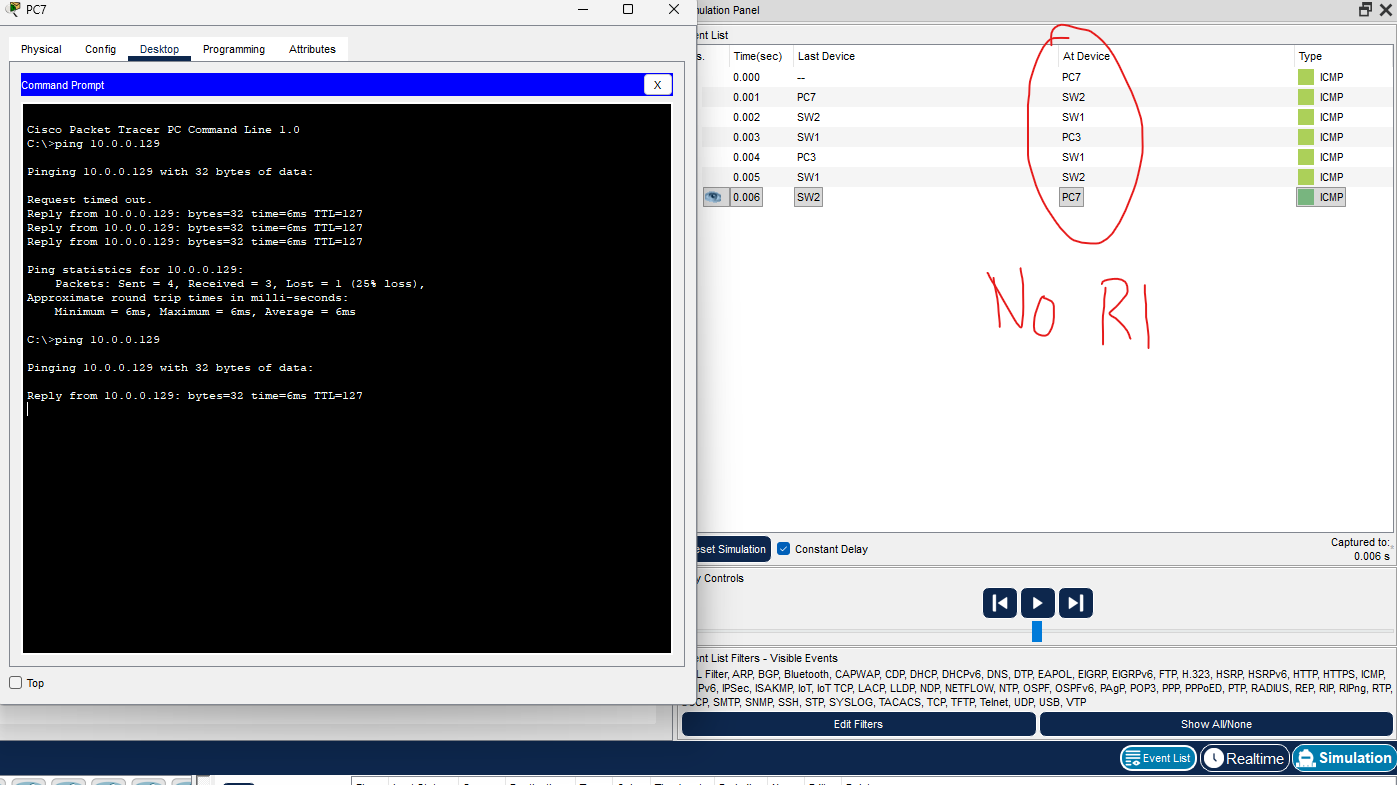 PC7
Physical
Config
Desktop
Programming
Attributes
Command Prompt
X
Cisco Packet Tracer PC Command Line 1.0
C:\>ping 10.0.0.129
Pinging 10.0.0.129 with 32 bytes of data:
Request timed out.
Reply from 10.0.0.129: bytes=32 time=6ms TTL=127
Reply from 10.0.0.129: bytes=32 time=6ms TTL=127
Reply from 10.0.0.129: bytes=32 time=6ms TTL=127
Ping statistics for 10.0.0.129:
Packets: Sent = 4, Received = 3, Lost = 1 (25% loss),
Approximate round trip times in milli-seconds:
Minimum = 6ms, Maximum = 6ms, Average = 6ms
C:\>ping 10.0.0.129
Pinging 10.0.0.129 with 32 bytes of data:
Reply from 10.0.0.129: bytes=32 time=6ms TTL=127
Top
ulation Panel
nt List
s. Time(sec) Last Device At Device Type
0.000 -- PC7 ICMP
0.001 PC7 SW2 ICMP
0.002 SW2 SW1 ICMP
0.003 SW1 PC3 ICMP
0.004 PC3 SW1 ICMP
0.005 SW1 SW2 ICMP
0.006 SW2 PC7 ICMP
No R1
eset Simulation
Constant Delay
Captured to:
0.006 s
y Controls
nt List Filters - Visible Events
L Filter, ARP, BGP, Bluetooth, CAPWAP, CDP, DHCP, DHCPv6, DNS, DTP, EAPOL, EIGRP, EIGRPv6, FTP, H.323, HSRP, HSRPv6, HTTP, HTTPS, ICMP,
Pv6, IPSec, ISAKMP, IoT, IoT TCP, LACP, LLDP, NDP, NETFLOW, NTP, OSPF, OSPFv6, PAgP, POP3, PPP, PPPoED, PTP, RADIUS, REP, RIP, RIPng, RTP,
CP, SMTP, SNMP, SSH, STP, SYSLOG, TACACS, TCP, TFTP, Telnet, UDP, USB, VTP
Edit Filters
Show All/None
Event List
Realtime
Simulation